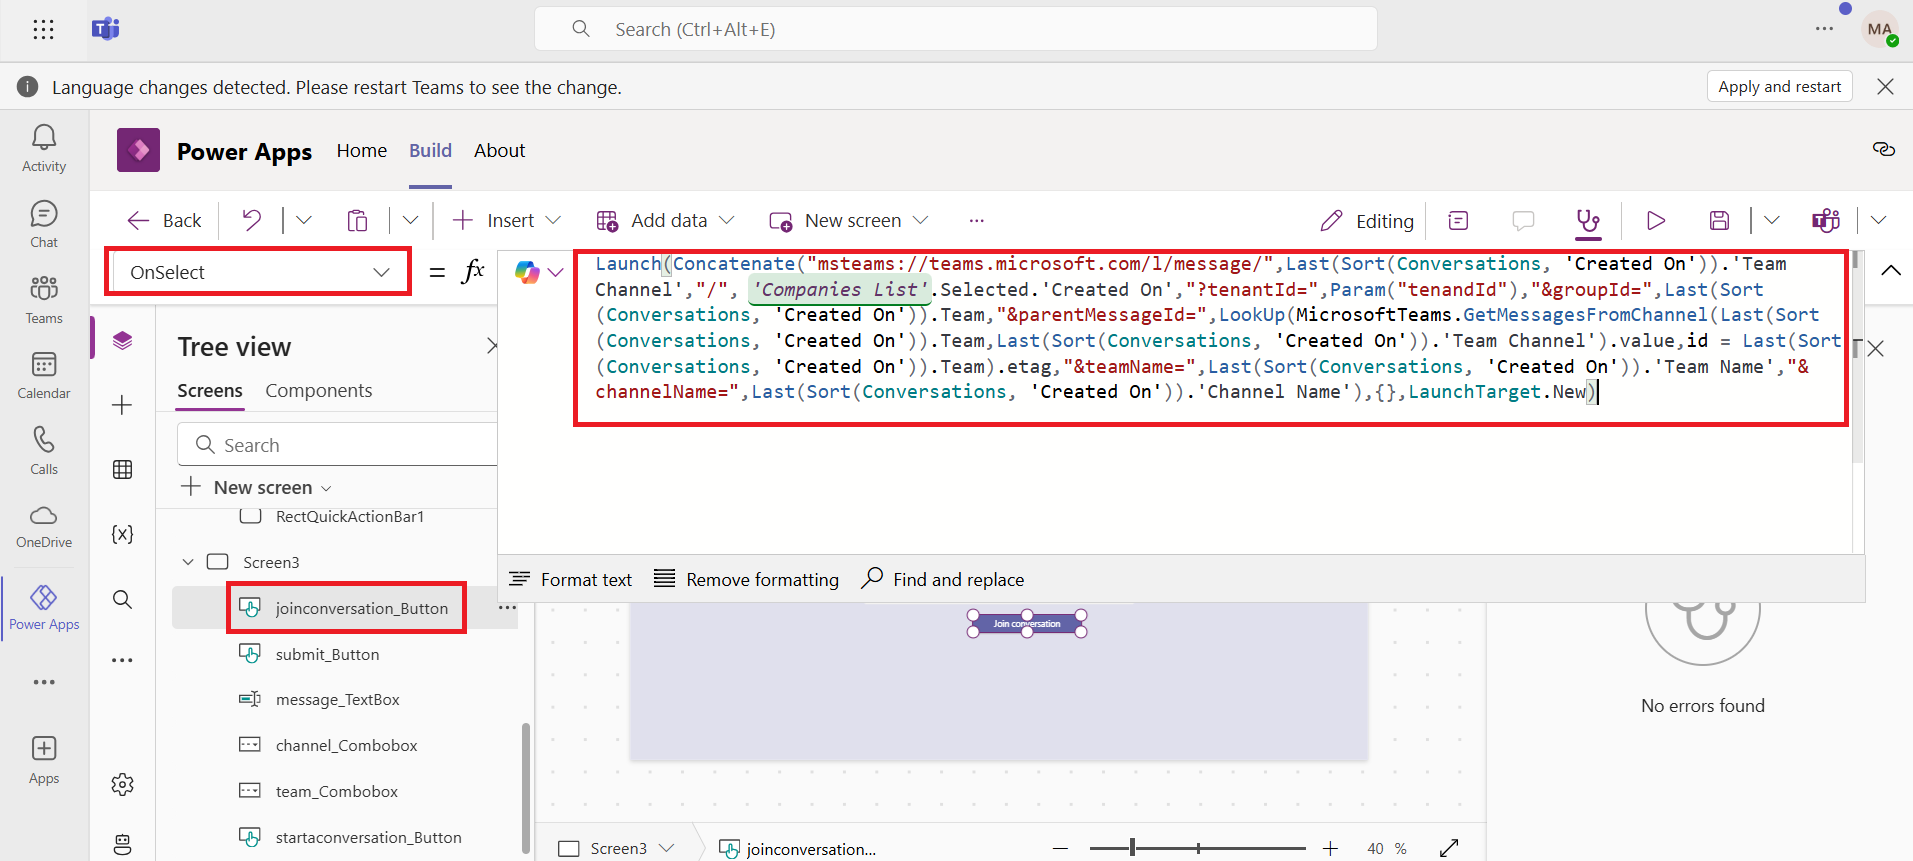 Search (Ctrl+Alt+E)
MA
Language changes detected. Please restart Teams to see the change.
Apply and restart
Activity
Chat
Teams
Calendar
Calls
OneDrive
Power Apps
Apps
Power Apps
Home
Build
About
Back
Insert
Add data
New screen
Editing
OnSelect
= fx
Launch(Concatenate("msteams://teams.microsoft.com/l/message/",Last(Sort(Conversations, 'Created On')).'Team
Channel',"/", 'Companies List'.Selected.'Created On',"?tenantId=",Param("tenandId"),"&groupId=",Last(Sort
(Conversations, 'Created On')).Team,"&parentMessageId=",LookUp(MicrosoftTeams.GetMessagesFromChannel(Last(Sort
(Conversations, 'Created On')).Team,Last(Sort(Conversations, 'Created On')).'Team Channel').value,id = Last(Sort
(Conversations, 'Created On')).Team).etag,"&teamName=",Last(Sort(Conversations, 'Created On')).'Team Name',"&
channelName=",Last(Sort(Conversations, 'Created On')).'Channel Name'),{},LaunchTarget.New)
Format text
Remove formatting
Find and replace
Tree view
Screens
Components
Search
New screen
RectQuickActionBar1
Screen3
joinconversation_Button
submit_Button
message_TextBox
channel_Combobox
team_Combobox
startaconversation_Button
Join conversation
No errors found
Screen3
joinconversation...
40 %